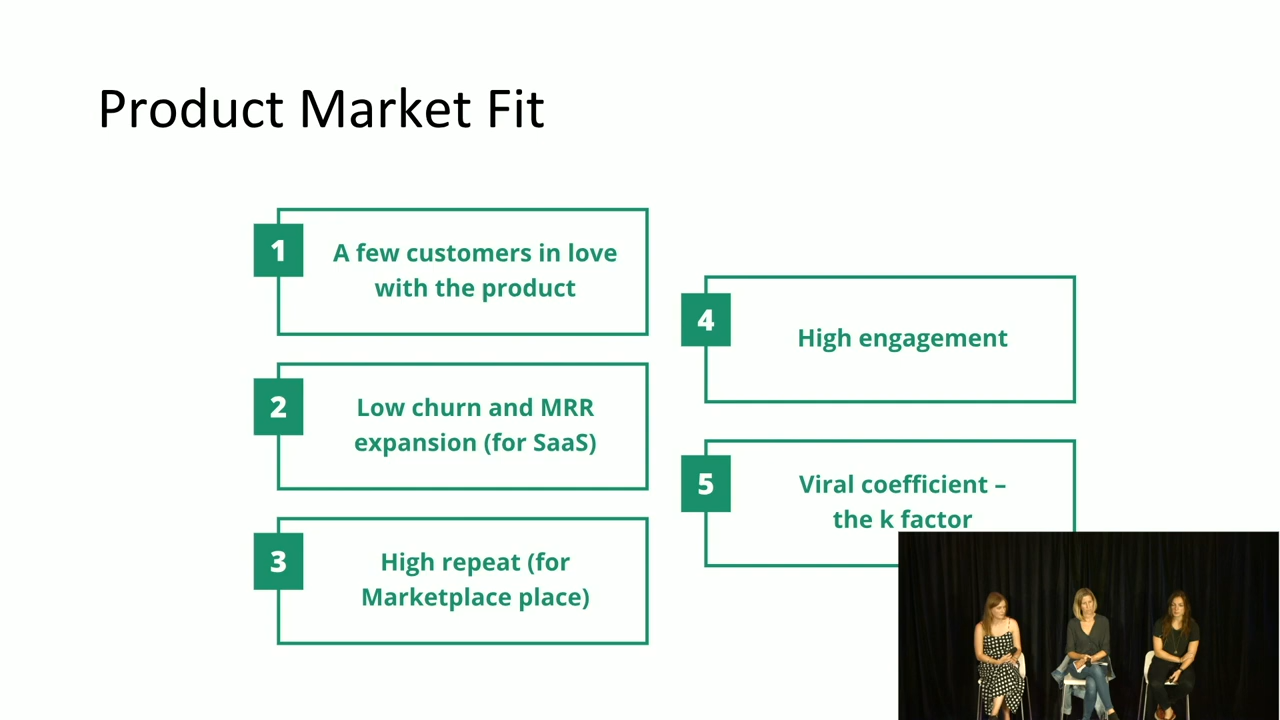 Product Market Fit
1
A few customers in love
with the product
2
Low churn and MRR
expansion (for SaaS)
3
High repeat (for
Marketplace place)
4
High engagement
5
Viral coefficient –
the k factor